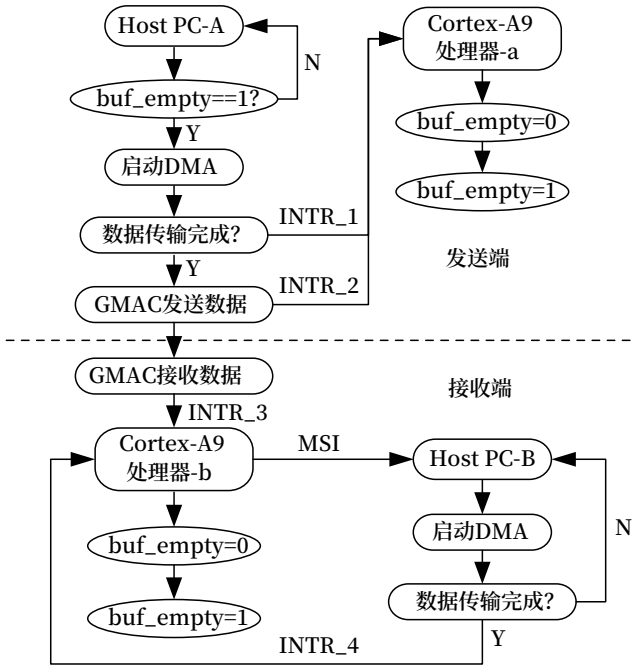 Host PC-A
N
buf_empty==1?
Y
启动DMA
数据传输完成?
INTR_1
Y
INTR_2
GMAC发送数据
Cortex-A9
处理器-a
buf_empty=0
buf_empty=1
发送端
GMAC接收数据
接收端
INTR_3
Cortex-A9
处理器-b
MSI
Host PC-B
buf_empty=0
启动DMA
N
buf_empty=1
数据传输完成?
Y
INTR_4